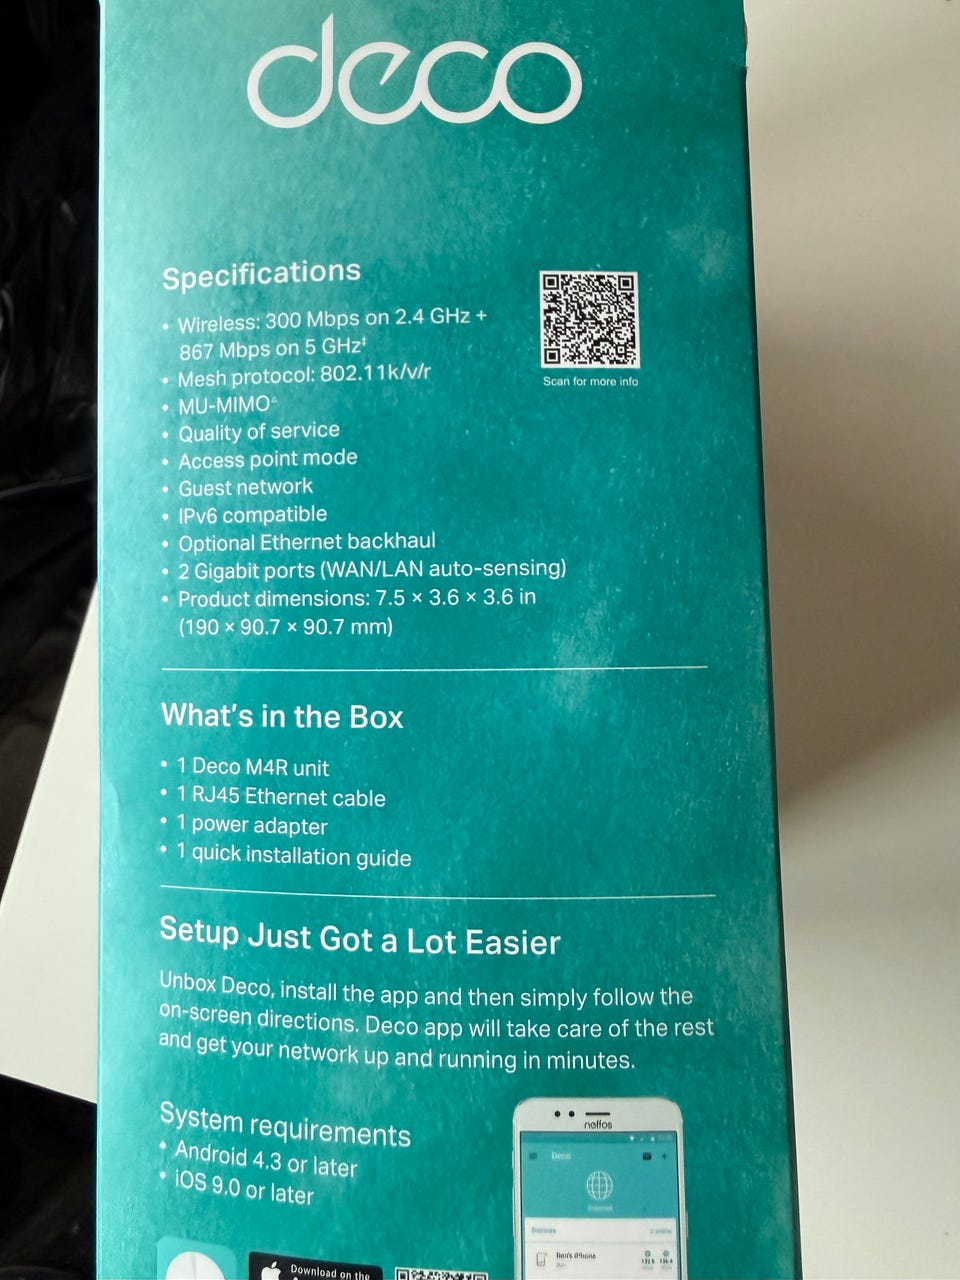 deco
Specifications
• Wireless: 300 Mbps on 2.4 GHz +
867 Mbps on 5 GHz‡
• Mesh protocol: 802.11k/v/r
• MU-MIMO△
• Quality of service
• Access point mode
• Guest network
• IPv6 compatible
• Optional Ethernet backhaul
• 2 Gigabit ports (WAN/LAN auto-sensing)
• Product dimensions: 7.5 × 3.6 × 3.6 in
(190 × 90.7 × 90.7 mm)
Scan for more info
What's in the Box
• 1 Deco M4R unit
• 1 RJ45 Ethernet cable
• 1 power adapter
• 1 quick installation guide
Setup Just Got a Lot Easier
Unbox Deco, install the app and then simply follow the
on-screen directions. Deco app will take care of the rest
and get your network up and running in minutes.
System requirements
• Android 4.3 or later
• iOS 9.0 or later
neffos
Deco
Internet
Devices
Ben's iPhone
Download on the